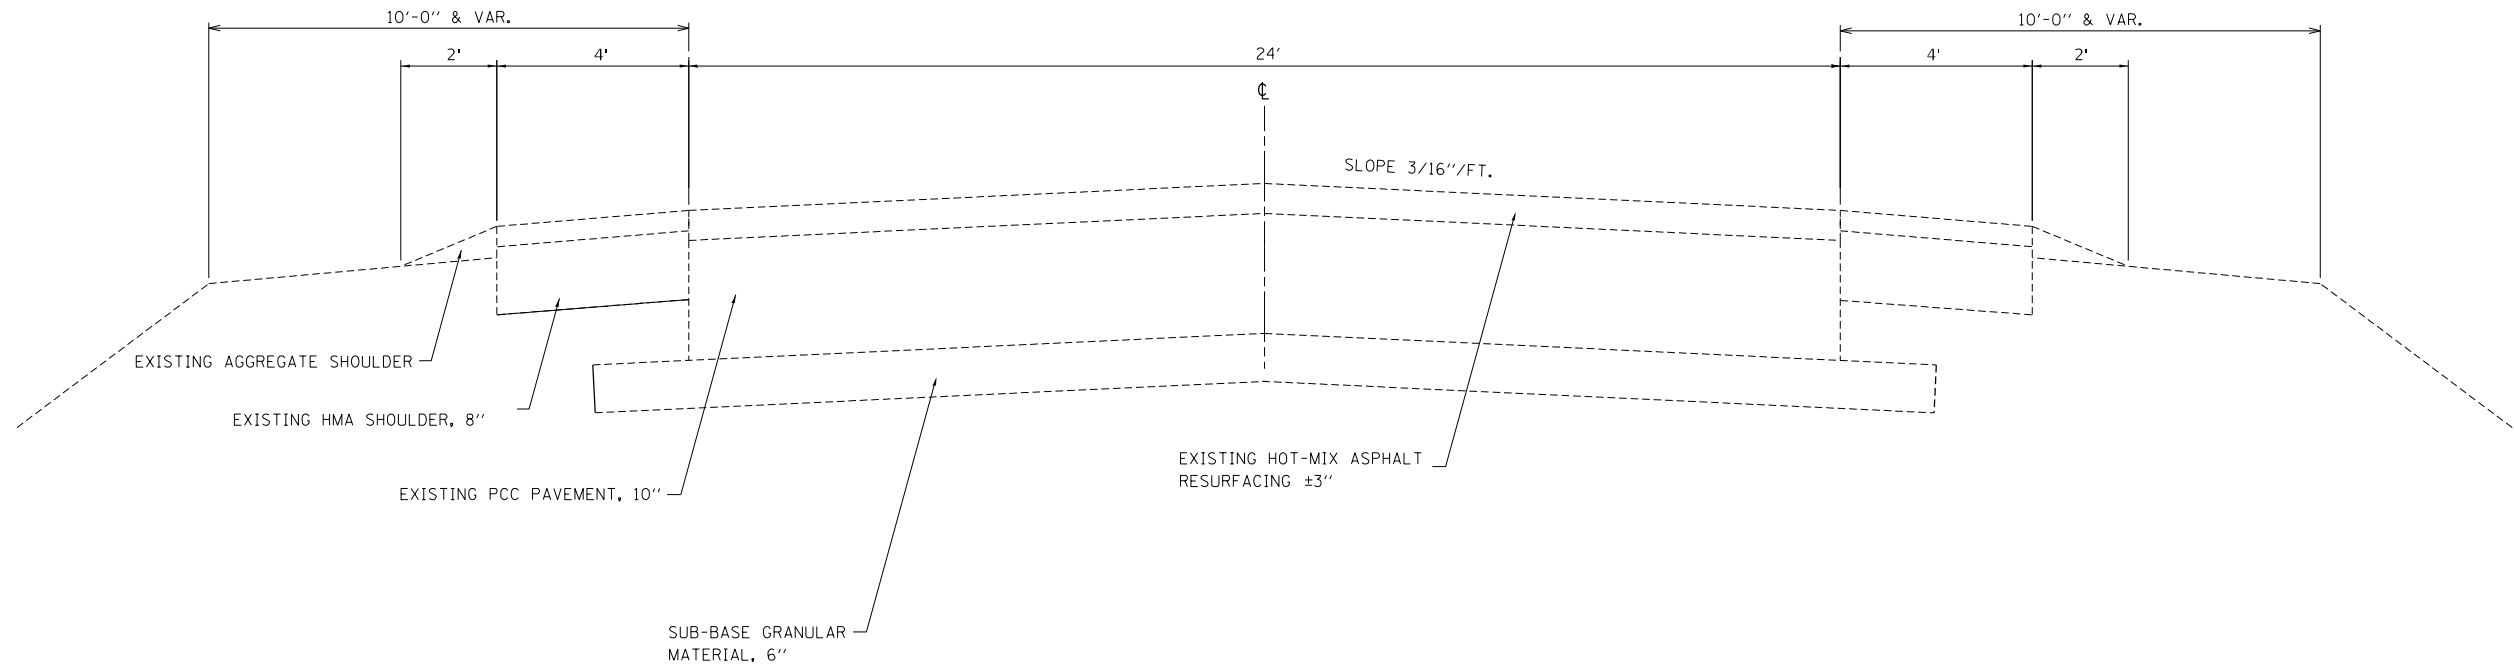 10'-0" & VAR.
10'-0" & VAR.
2'
4'
24'
4'
2'
℄
SLOPE 3/16"/FT.
EXISTING AGGREGATE SHOULDER
EXISTING HMA SHOULDER, 8"
EXISTING HOT-MIX ASPHALT
RESURFACING ±3"
EXISTING PCC PAVEMENT, 10"
SUB-BASE GRANULAR
MATERIAL, 6"